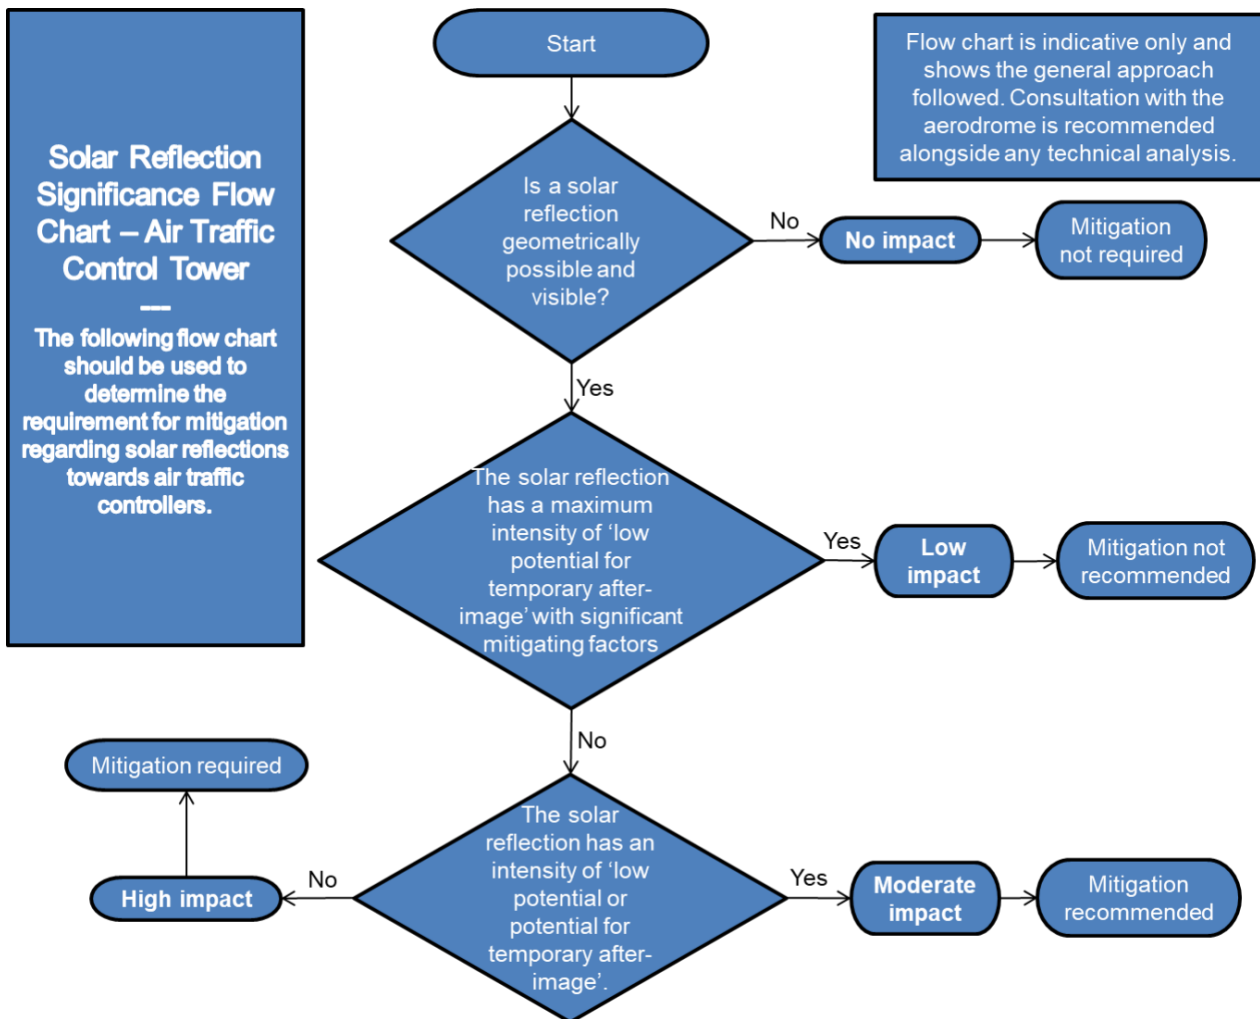 Solar Reflection
Significance Flow
Chart – Air Traffic
Control Tower
---
The following flow chart
should be used to
determine the
requirement for mitigation
regarding solar reflections
towards air traffic
controllers.
Start
Flow chart is indicative only and
shows the general approach
followed. Consultation with the
aerodrome is recommended
alongside any technical analysis.
Is a solar
reflection
geometrically
possible and
visible?
No
No impact
Mitigation
not required
Yes
The solar reflection
has a maximum
intensity of ‘low
potential for
temporary after-
image’ with significant
mitigating factors
Yes
Low
impact
Mitigation not
recommended
No
The solar
reflection has an
intensity of ‘low
potential or
potential for
temporary after-
image’.
Yes
Moderate
impact
Mitigation
recommended
No
High impact
Mitigation required